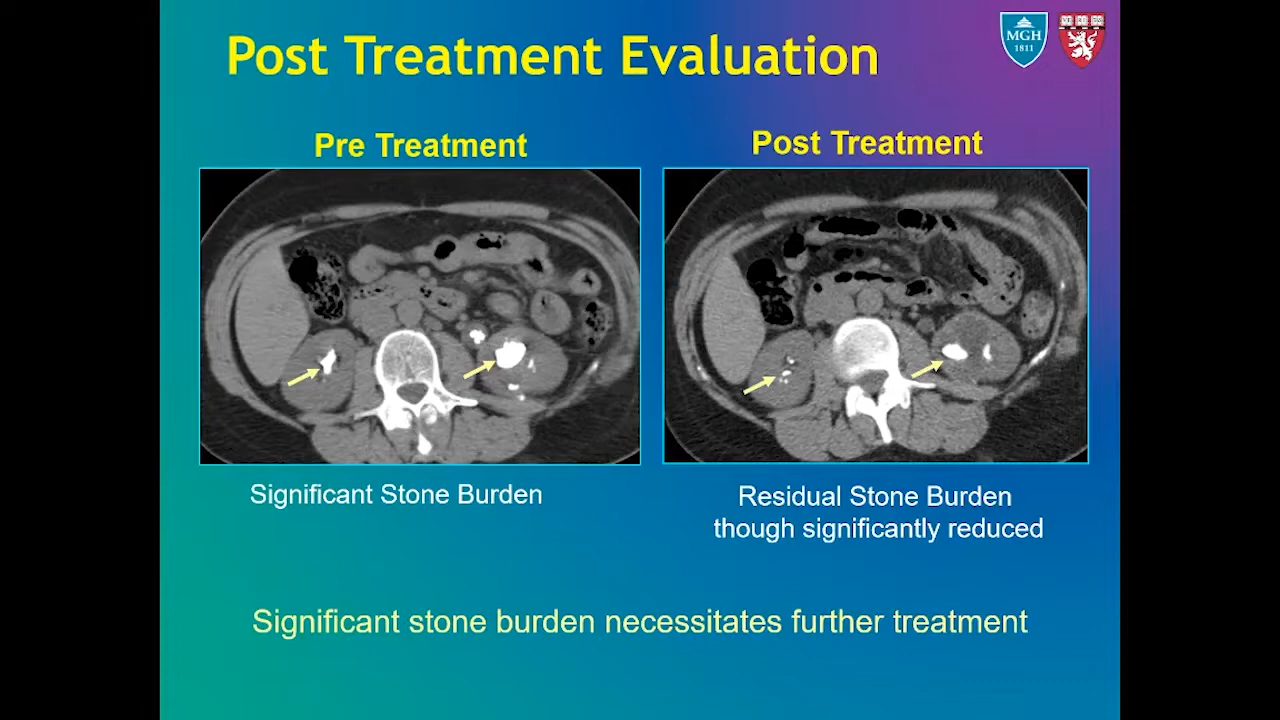 Post Treatment Evaluation
MGH
1811
Pre Treatment
Post Treatment
Significant Stone Burden
Residual Stone Burden
though significantly reduced
Significant stone burden necessitates further treatment